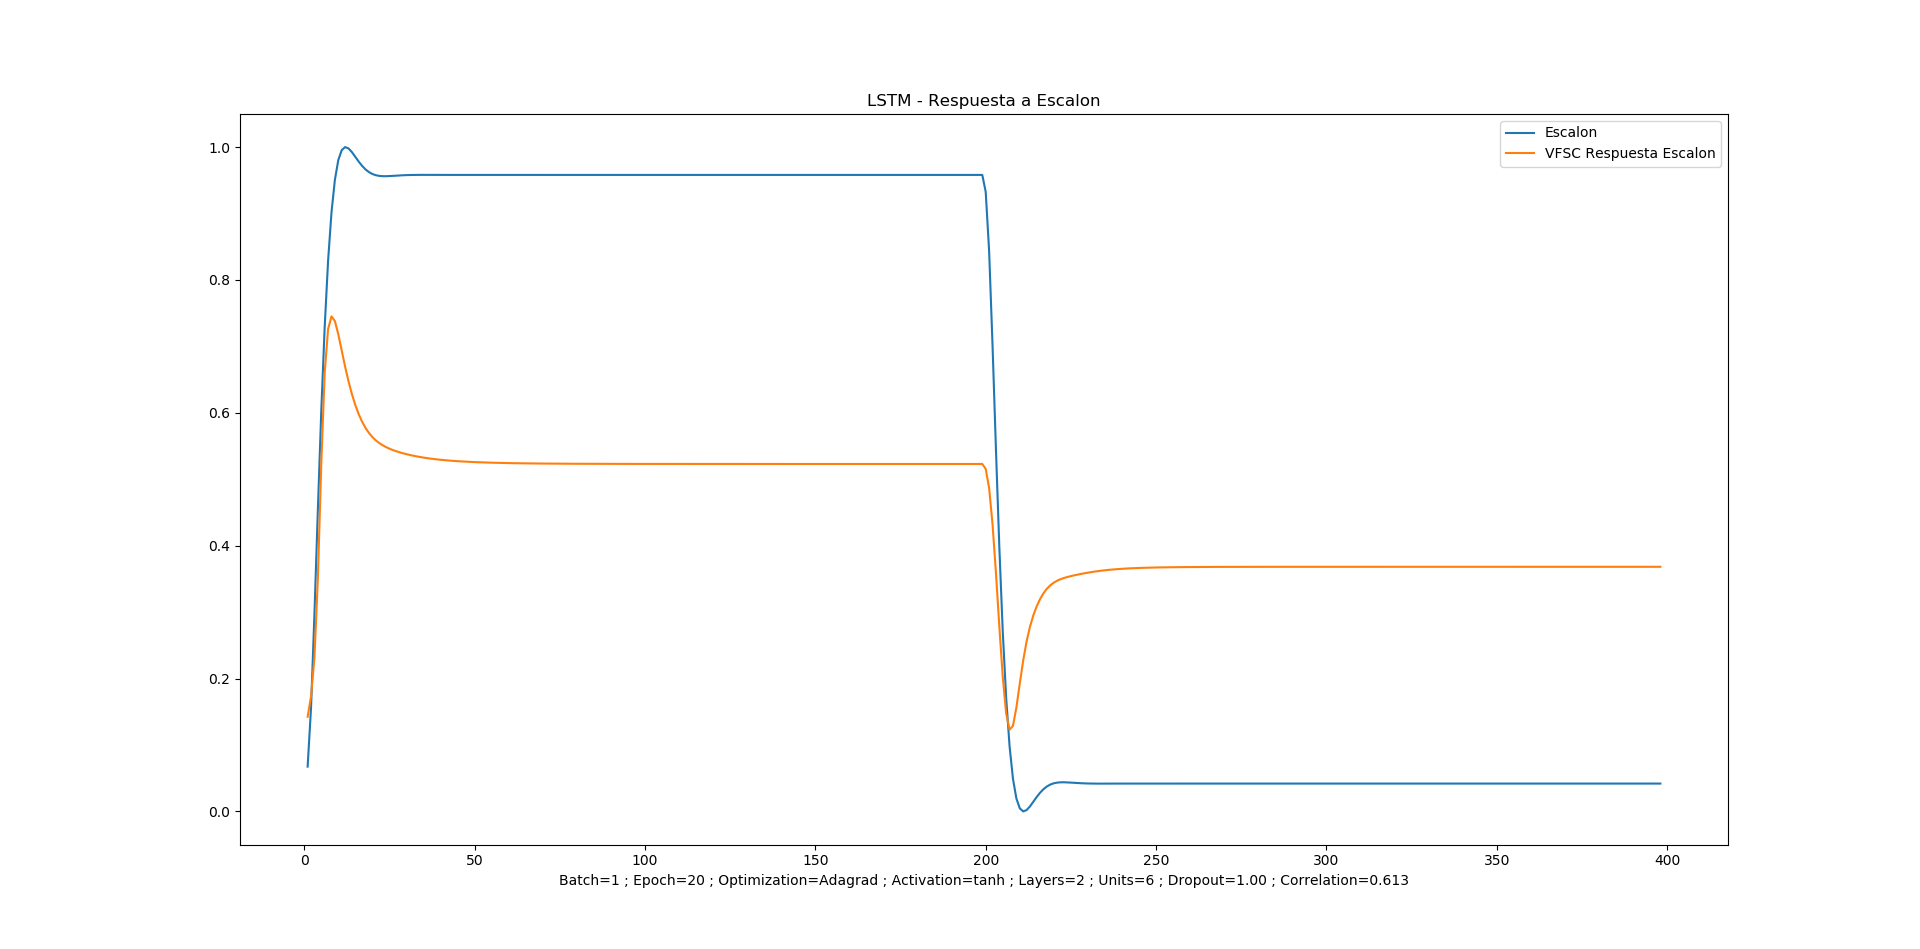 LSTM - Respuesta a Escalon
Escalon
VFSC Respuesta Escalon
1.0
0.8
0.6
0.4
0.2
0.0
0 50 100 150 200 250 300 350 400
Batch=1 ; Epoch=20 ; Optimization=Adagrad ; Activation=tanh ; Layers=2 ; Units=6 ; Dropout=1.00 ; Correlation=0.613